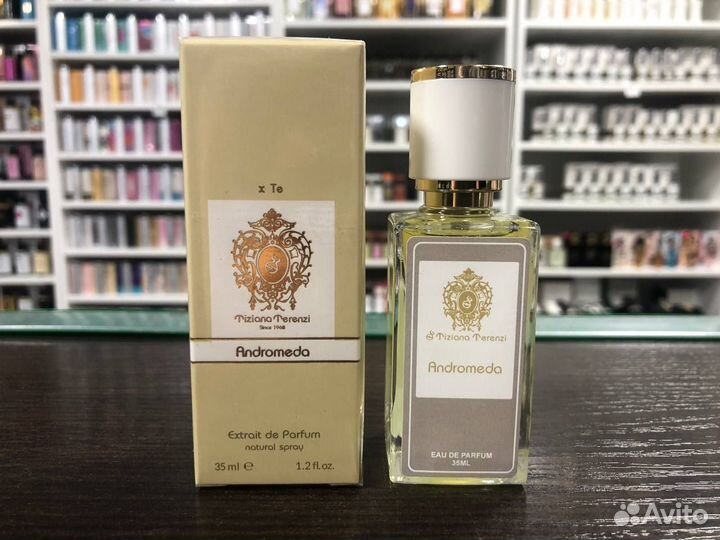 x Te
Tiziana Terenzi
Since 1968
Andromeda
Extrait de Parfum
natural spray
35 ml e 1.2 fl.oz.
S Tiziana Terenzi
Andromeda
EAU DE PARFUM
35ML
Avito